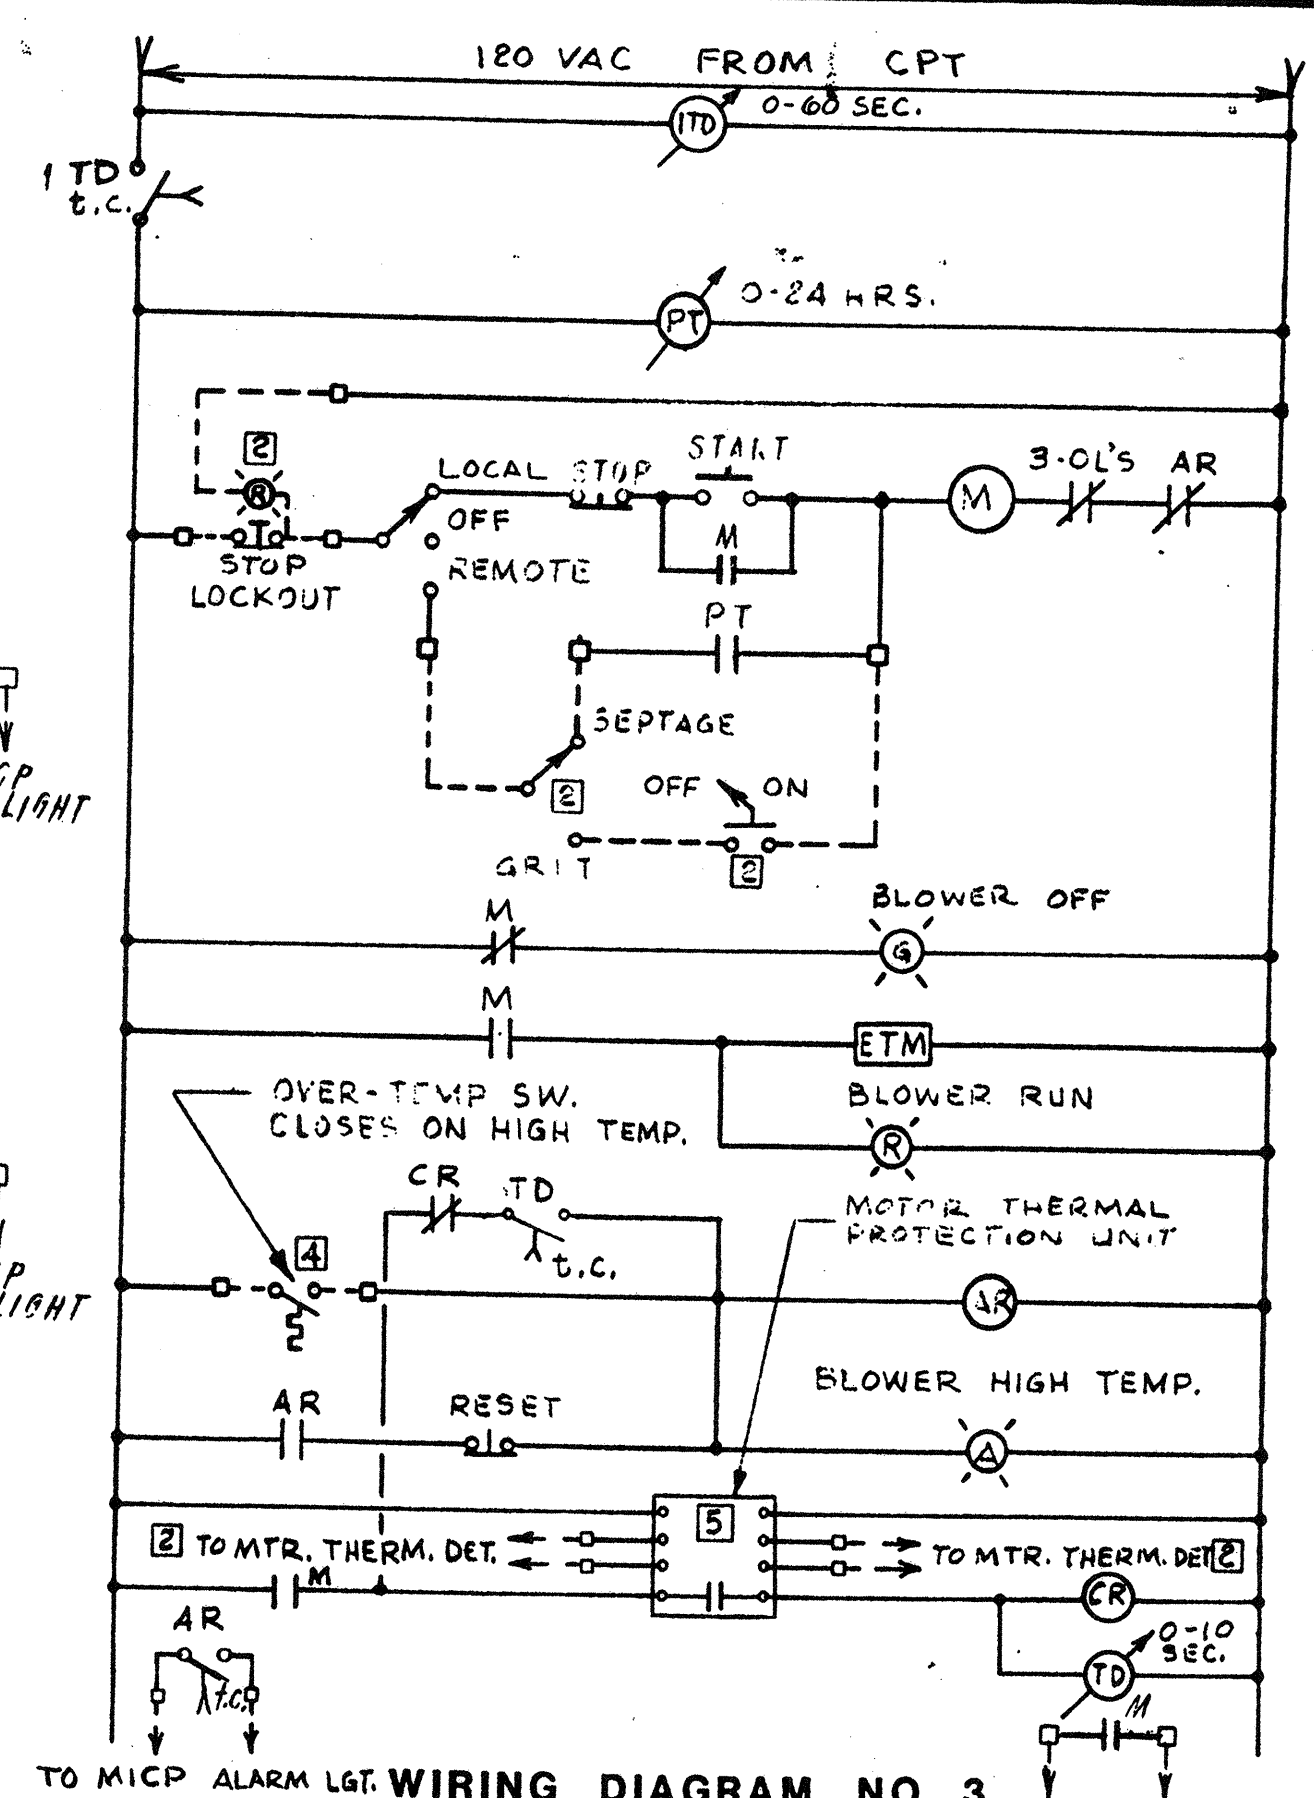 120 VAC FROM CPT
1TD
0-60 SEC.
1 TD
t.c.
PT
0-24 HRS.
2
R
STOP
LOCKOUT
LOCAL
OFF
REMOTE
STOP
START
M
M
3-OL'S
AR
PT
SEPTAGE
2
OFF ON
2
GRIT
M
BLOWER OFF
G
M
ETM
BLOWER RUN
R
OVER-TEMP SW.
CLOSES ON HIGH TEMP.
CR
TD
t.c.
MOTOR THERMAL
PROTECTION UNIT
4
AR
LIGHT
LIGHT
AR
RESET
BLOWER HIGH TEMP.
A
5
2 TO MTR. THERM. DET.
TO MTR. THERM. DET 2
M
CR
AR
t.c.
0-10
SEC.
TD
M
TO MICP ALARM LGT.
WIRING DIAGRAM NO. 3